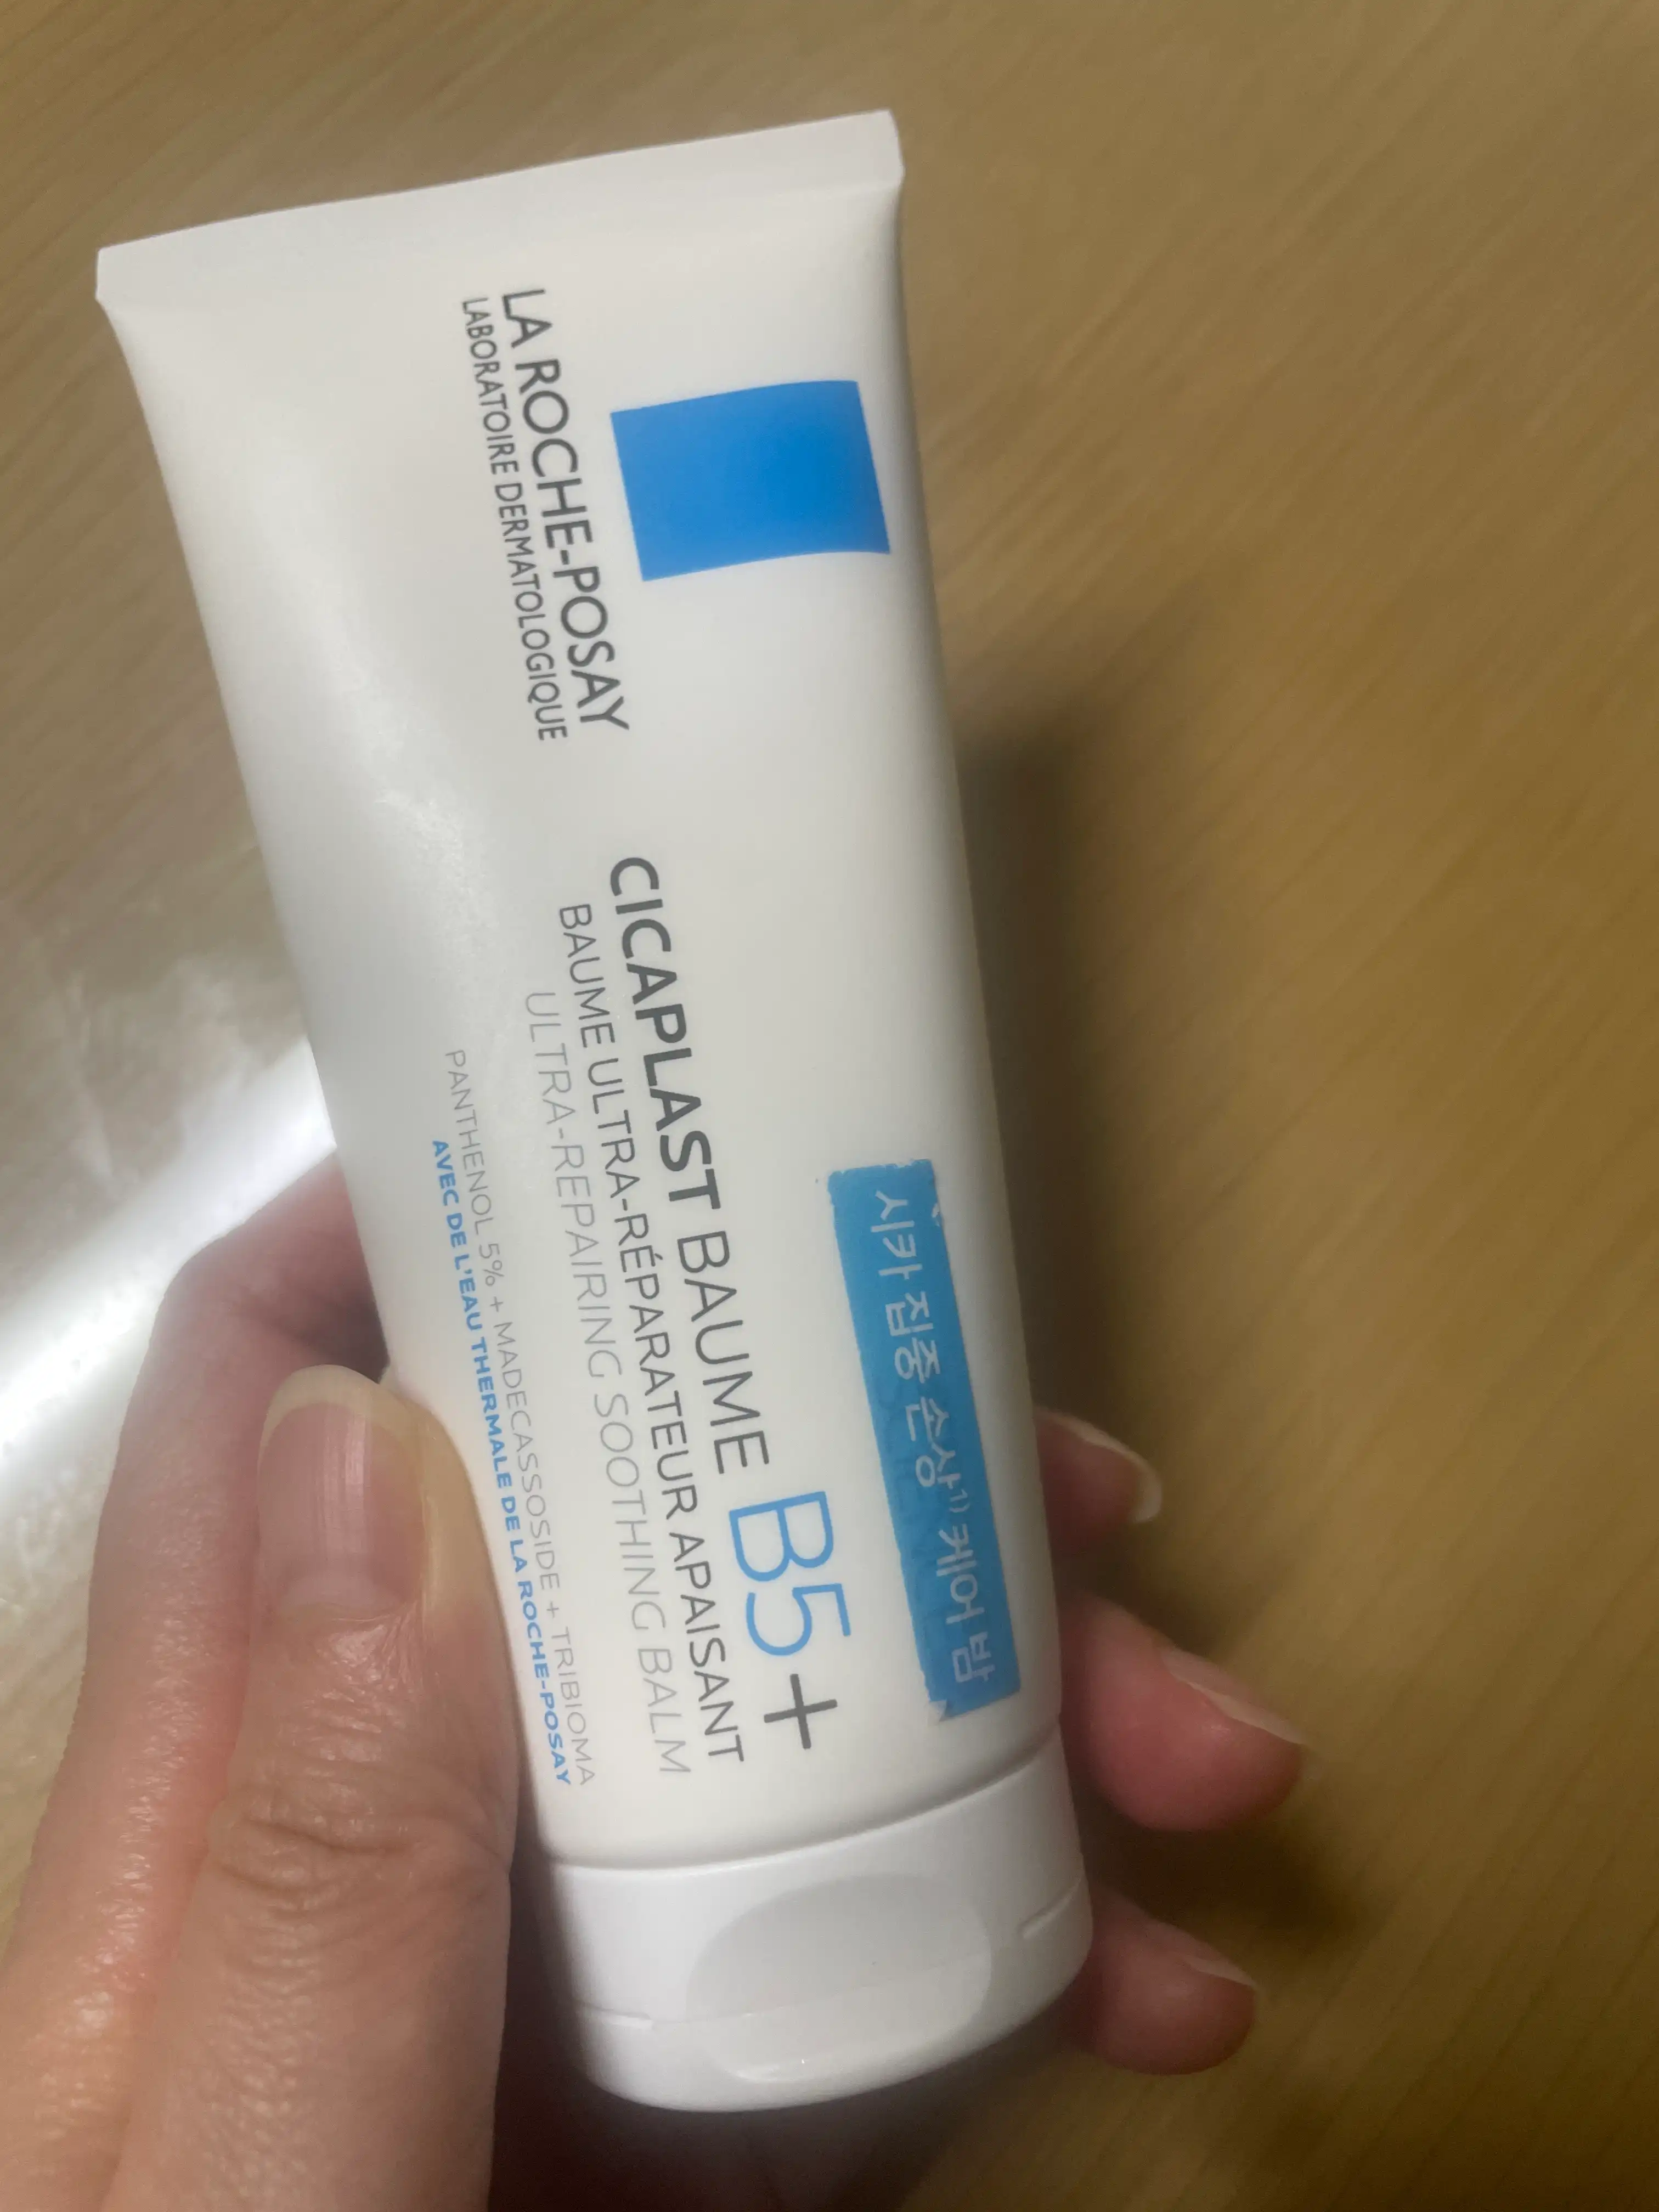 LA ROCHE-POSAY
LABORATOIRE DERMATOLOGIQUE
시카 집중 손상¹⁾ 케어 밤
CICAPLAST BAUME B5+
BAUME ULTRA-RÉPARATEUR APAISANT
ULTRA-REPAIRING SOOTHING BALM
PANTHENOL 5% + MADECASSOSIDE + TRIBIOMA
AVEC DE L'EAU THERMALE DE LA ROCHE-POSAY